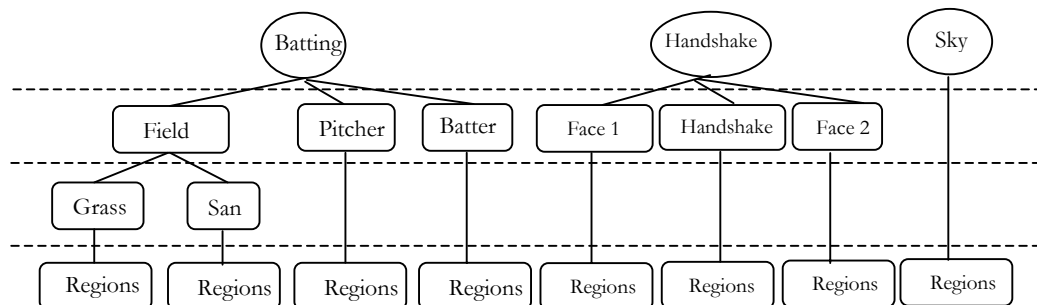 Batting
Handshake
Sky
Field
Pitcher
Batter
Face 1
Handshake
Face 2
Grass
San
Regions
Regions
Regions
Regions
Regions
Regions
Regions
Regions